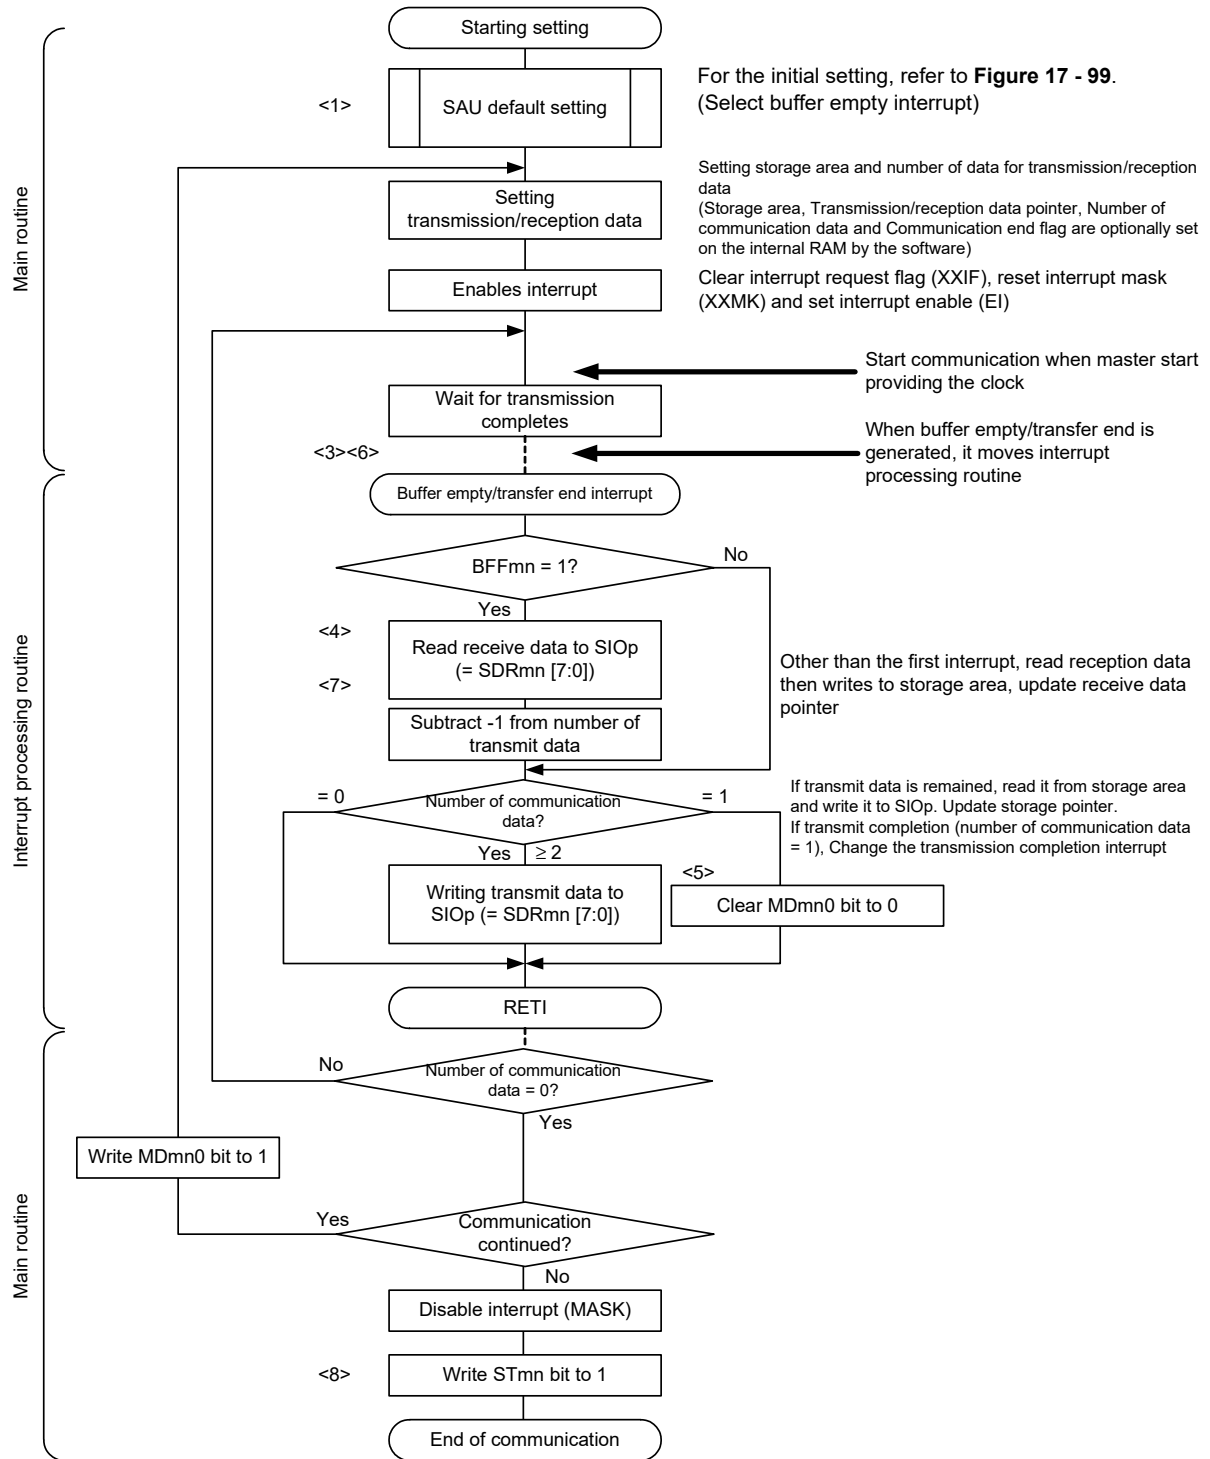 Starting setting
<1>
SAU default setting
For the initial setting, refer to Figure 17 - 99.
(Select buffer empty interrupt)
Main routine
Setting
transmission/reception data
Setting storage area and number of data for transmission/reception
data
(Storage area, Transmission/reception data pointer, Number of
communication data and Communication end flag are optionally set
on the internal RAM by the software)
Enables interrupt
Clear interrupt request flag (XXIF), reset interrupt mask
(XXMK) and set interrupt enable (EI)
Start communication when master start
providing the clock
Wait for transmission
completes
<3><6>
When buffer empty/transfer end is
generated, it moves interrupt
processing routine
Interrupt processing routine
Buffer empty/transfer end interrupt
BFFmn = 1?
No
Yes
<4>
Read receive data to SIOp
(= SDRmn [7:0])
<7>
Other than the first interrupt, read reception data
then writes to storage area, update receive data
pointer
Subtract -1 from number of
transmit data
= 0
Number of communication
data?
= 1
If transmit data is remained, read it from storage area
and write it to SIOp. Update storage pointer.
If transmit completion (number of communication data
= 1), Change the transmission completion interrupt
Yes ≥ 2
<5>
Writing transmit data to
SIOp (= SDRmn [7:0])
Clear MDmn0 bit to 0
RETI
Main routine
No
Number of communication
data = 0?
Yes
Write MDmn0 bit to 1
Yes
Communication
continued?
No
Disable interrupt (MASK)
<8>
Write STmn bit to 1
End of communication